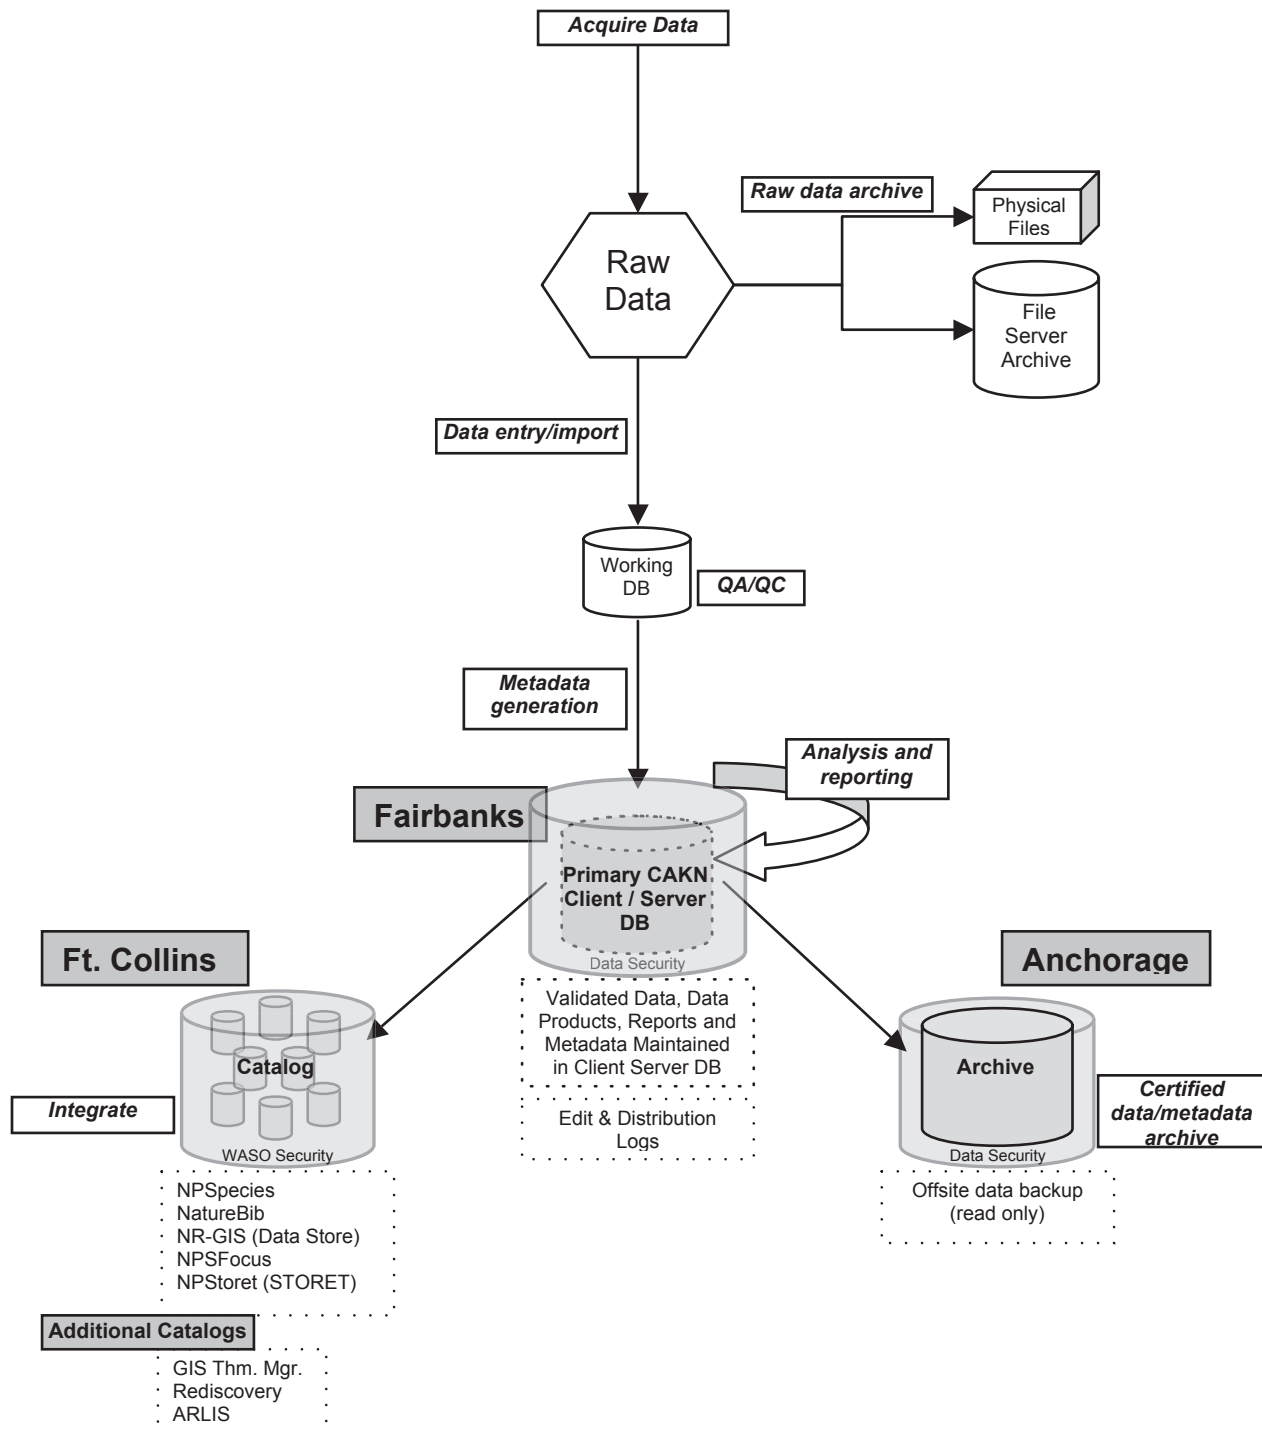 Acquire Data
Raw data archive
Physical
Files
Raw
Data
File
Server
Archive
Data entry/import
Working
DB
QA/QC
Metadata
generation
Analysis and
reporting
Fairbanks
Primary CAKN
Client / Server
DB
Data Security
Ft. Collins
Anchorage
Validated Data, Data
Products, Reports and
Metadata Maintained
in Client Server DB
Edit & Distribution
Logs
Catalog
Integrate
WASO Security
Archive
Certified
data/metadata
archive
Data Security
NPSpecies
NatureBib
NR-GIS (Data Store)
NPSFocus
NPStoret (STORET)
Offsite data backup
(read only)
Additional Catalogs
GIS Thm. Mgr.
Rediscovery
ARLIS